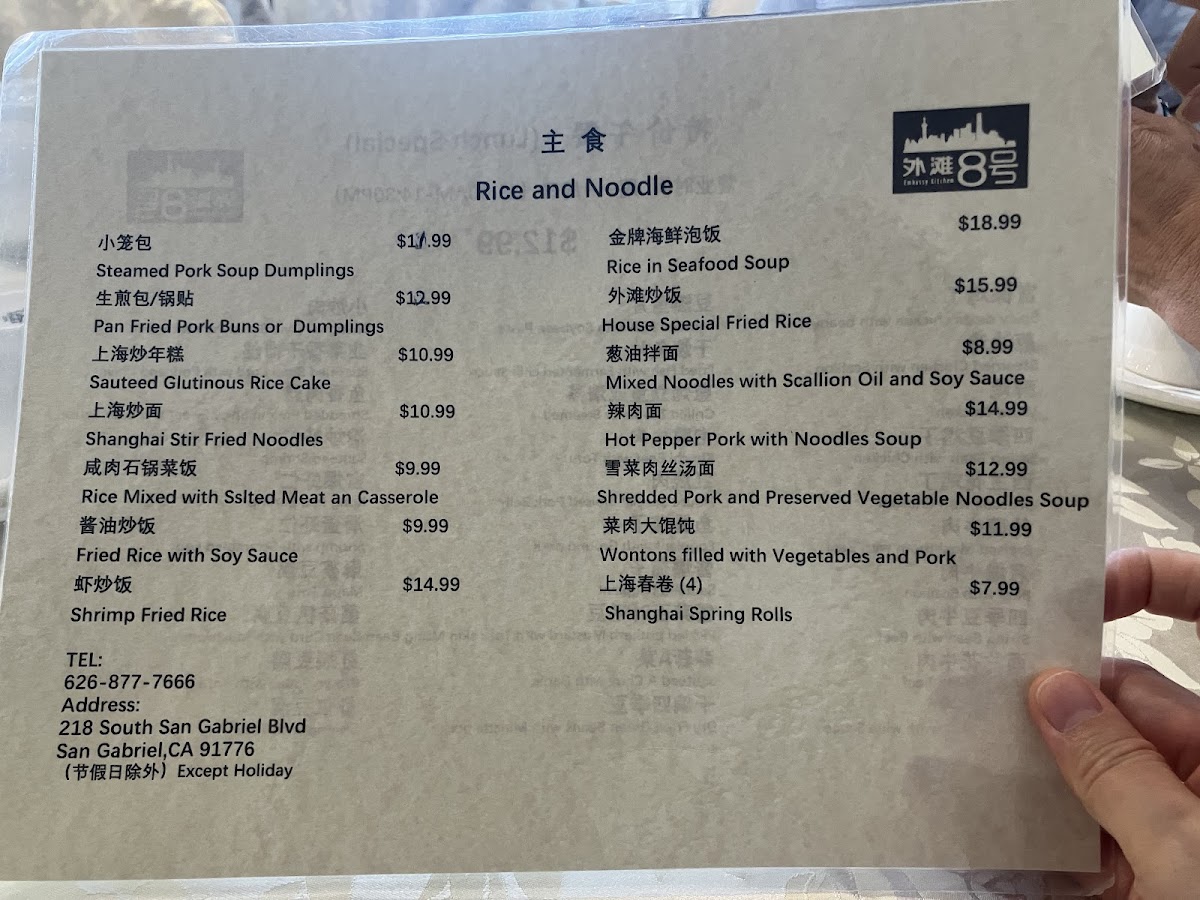 主 食
Rice and Noodle
外滩8号
Embassy Kitchen
小笼包
Steamed Pork Soup Dumplings
生煎包/锅贴 $12.99
Pan Fried Pork Buns or Dumplings
上海炒年糕 $10.99
Sauteed Glutinous Rice Cake
上海炒面 $10.99
Shanghai Stir Fried Noodles
咸肉石锅菜饭 $9.99
Rice Mixed with Sslted Meat an Casserole
酱油炒饭 $9.99
Fried Rice with Soy Sauce
虾炒饭 $14.99
Shrimp Fried Rice
金牌海鲜泡饭 $18.99
Rice in Seafood Soup
外滩炒饭 $15.99
House Special Fried Rice
葱油拌面 $8.99
Mixed Noodles with Scallion Oil and Soy Sauce
辣肉面 $14.99
Hot Pepper Pork with Noodles Soup
雪菜肉丝汤面 $12.99
Shredded Pork and Preserved Vegetable Noodles Soup
菜肉大馄饨 $11.99
Wontons filled with Vegetables and Pork
上海春卷 (4) $7.99
Shanghai Spring Rolls
TEL:
626-877-7666
Address:
218 South San Gabriel Blvd
San Gabriel,CA 91776
（节假日除外）Except Holiday